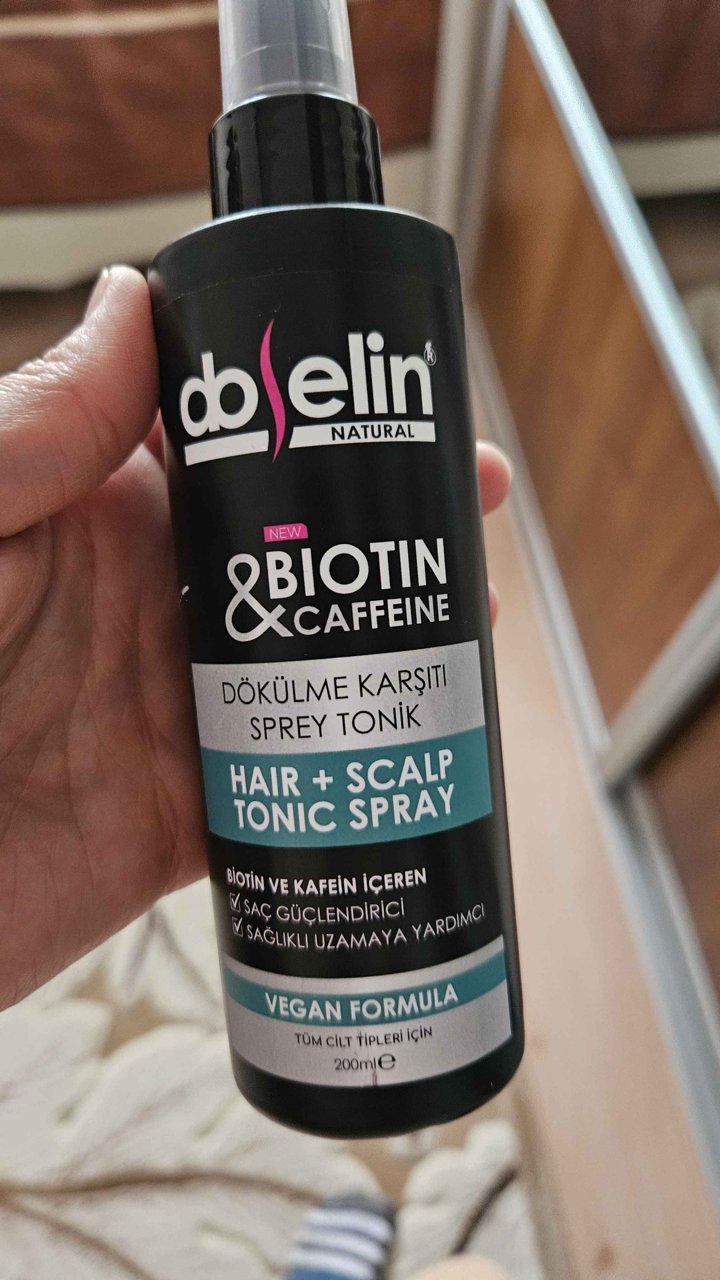 doselin®
NATURAL
NEW
&BIOTIN
CAFFEINE
DÖKÜLME KARŞITI
SPREY TONİK
HAIR + SCALP
TONIC SPRAY
BİOTİN VE KAFEİN İÇEREN
SAÇ GÜÇLENDİRİCİ
SAĞLIKLI UZAMAYA YARDIMCI
VEGAN FORMULA
TÜM CİLT TİPLERİ İÇİN
200ml ℮